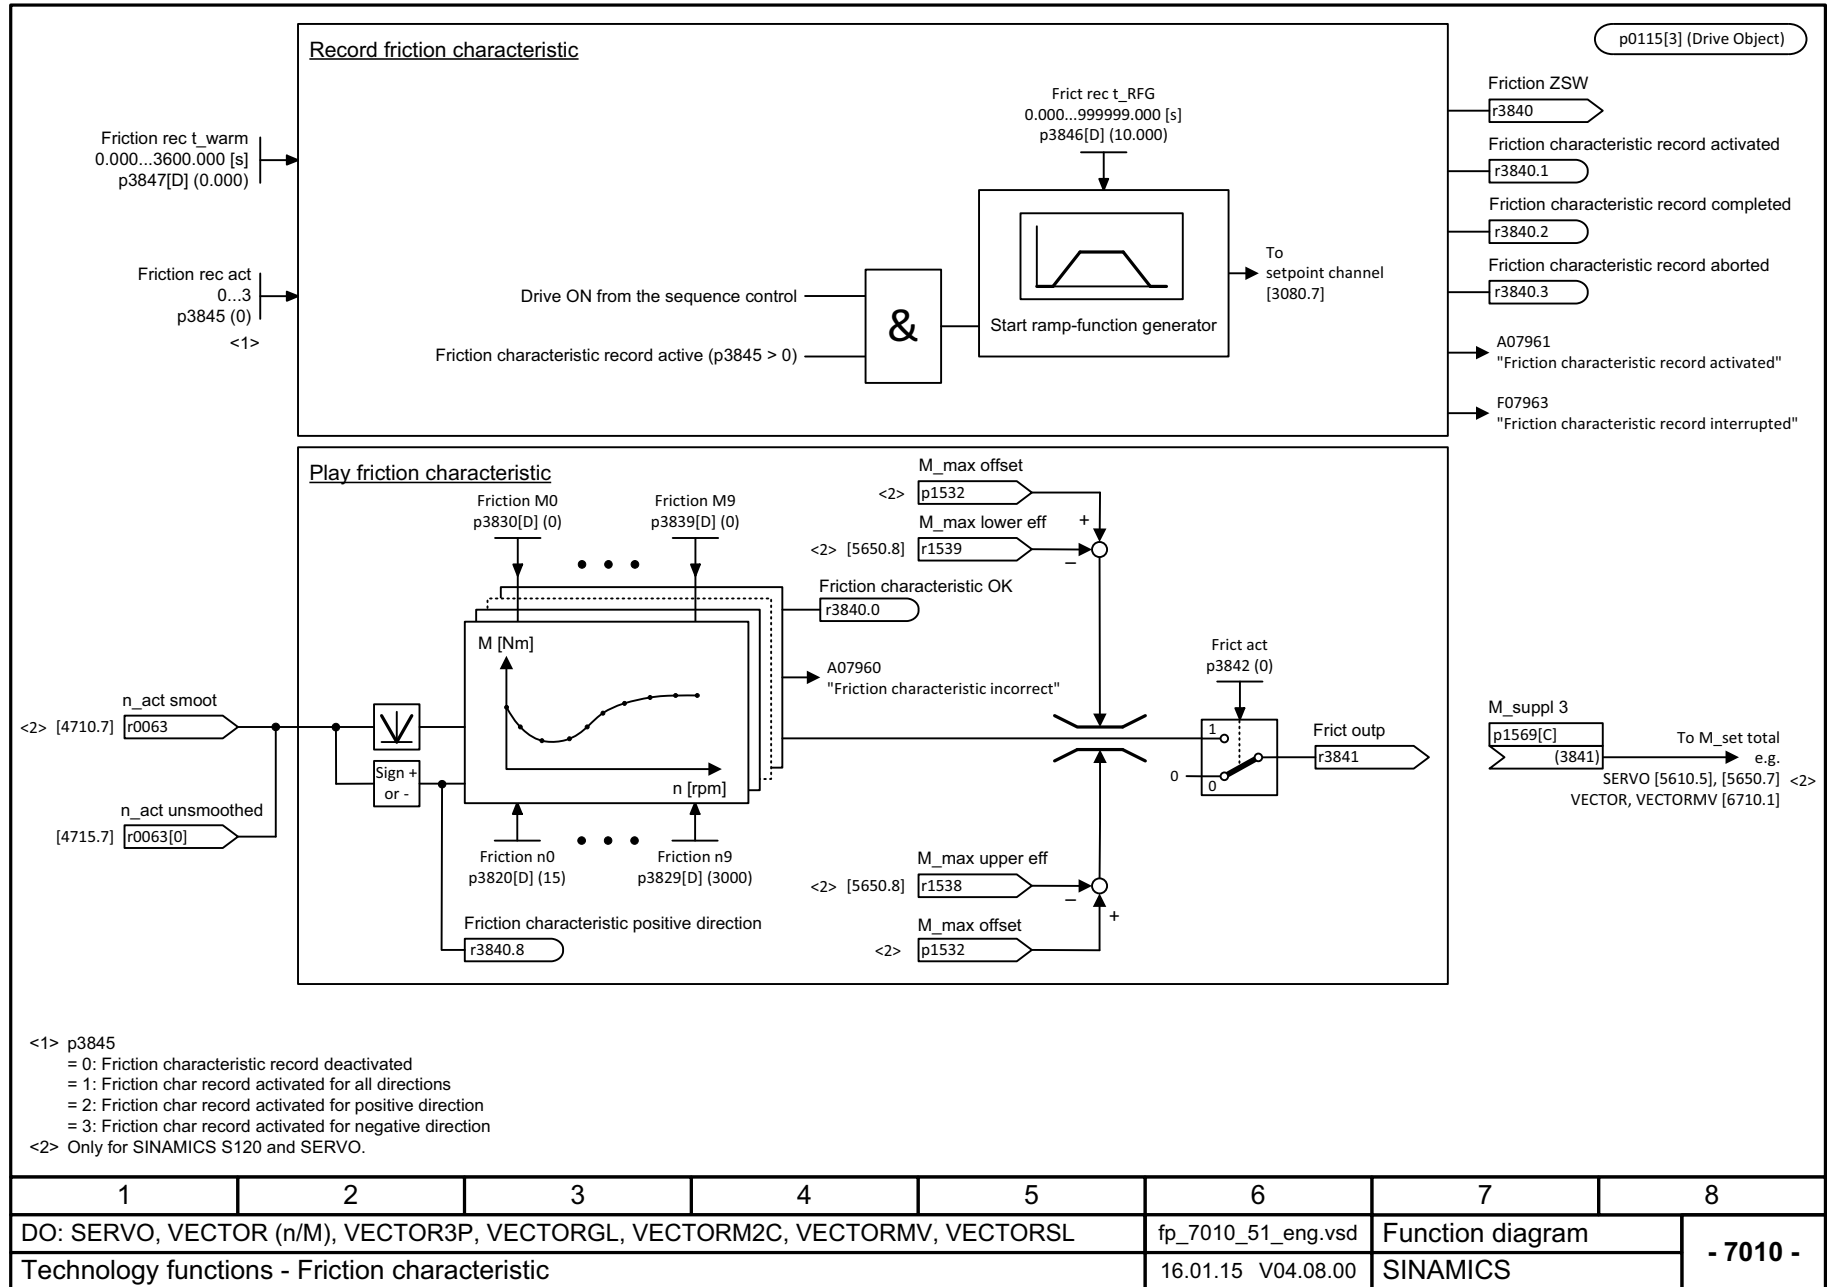 Record friction characteristic
p0115[3] (Drive Object)
Friction rec t_warm
0.000...3600.000 [s]
p3847[D] (0.000)
Friction rec act
0...3
p3845 (0)
<1>
Frict rec t_RFG
0.000...999999.000 [s]
p3846[D] (10.000)
Drive ON from the sequence control
Friction characteristic record active (p3845 > 0)
&
Start ramp-function generator
To
setpoint channel
[3080.7]
Friction ZSW
r3840
Friction characteristic record activated
r3840.1
Friction characteristic record completed
r3840.2
Friction characteristic record aborted
r3840.3
A07961
"Friction characteristic record activated"
F07963
"Friction characteristic record interrupted"
Play friction characteristic
Friction M0
p3830[D] (0)
Friction M9
p3839[D] (0)
M_max offset
<2> p1532
+
M_max lower eff
<2> [5650.8] r1539
–
Friction characteristic OK
r3840.0
A07960
"Friction characteristic incorrect"
M [Nm]
n [rpm]
n_act smoot
<2> [4710.7] r0063
n_act unsmoothed
[4715.7] r0063[0]
Sign +
or -
Friction n0
p3820[D] (15)
Friction n9
p3829[D] (3000)
Friction characteristic positive direction
r3840.8
M_max upper eff
<2> [5650.8] r1538
–
+
M_max offset
<2> p1532
Frict act
p3842 (0)
1
0
0
Frict outp
r3841
M_suppl 3
p1569[C]
(3841)
To M_set total
e.g.
SERVO [5610.5], [5650.7] <2>
VECTOR, VECTORMV [6710.1]
<1> p3845
= 0: Friction characteristic record deactivated
= 1: Friction char record activated for all directions
= 2: Friction char record activated for positive direction
= 3: Friction char record activated for negative direction
<2> Only for SINAMICS S120 and SERVO.
1 2 3 4 5 6 7 8
DO: SERVO, VECTOR (n/M), VECTOR3P, VECTORGL, VECTORM2C, VECTORMV, VECTORSL
fp_7010_51_eng.vsd
Function diagram
- 7010 -
Technology functions - Friction characteristic
16.01.15 V04.08.00
SINAMICS